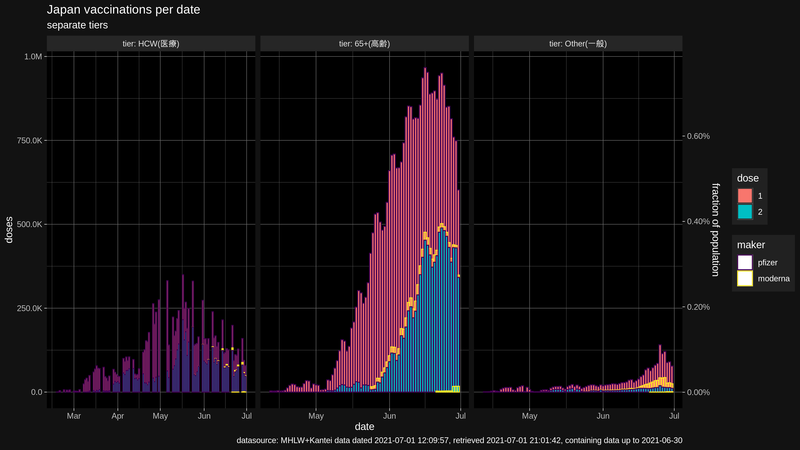 Japan vaccinations per date
separate tiers
tier: HCW(医療)
tier: 65+(高齢)
tier: Other(一般)
1.0M
750.0K
500.0K
250.0K
0.0
doses
Mar
Apr
May
Jun
Jul
May
Jun
Jul
May
Jun
Jul
date
0.60%
0.40%
0.20%
0.00%
fraction of population
dose
1
2
maker
pfizer
moderna
datasource: MHLW+Kantei data dated 2021-07-01 12:09:57, retrieved 2021-07-01 21:01:42, containing data up to 2021-06-30